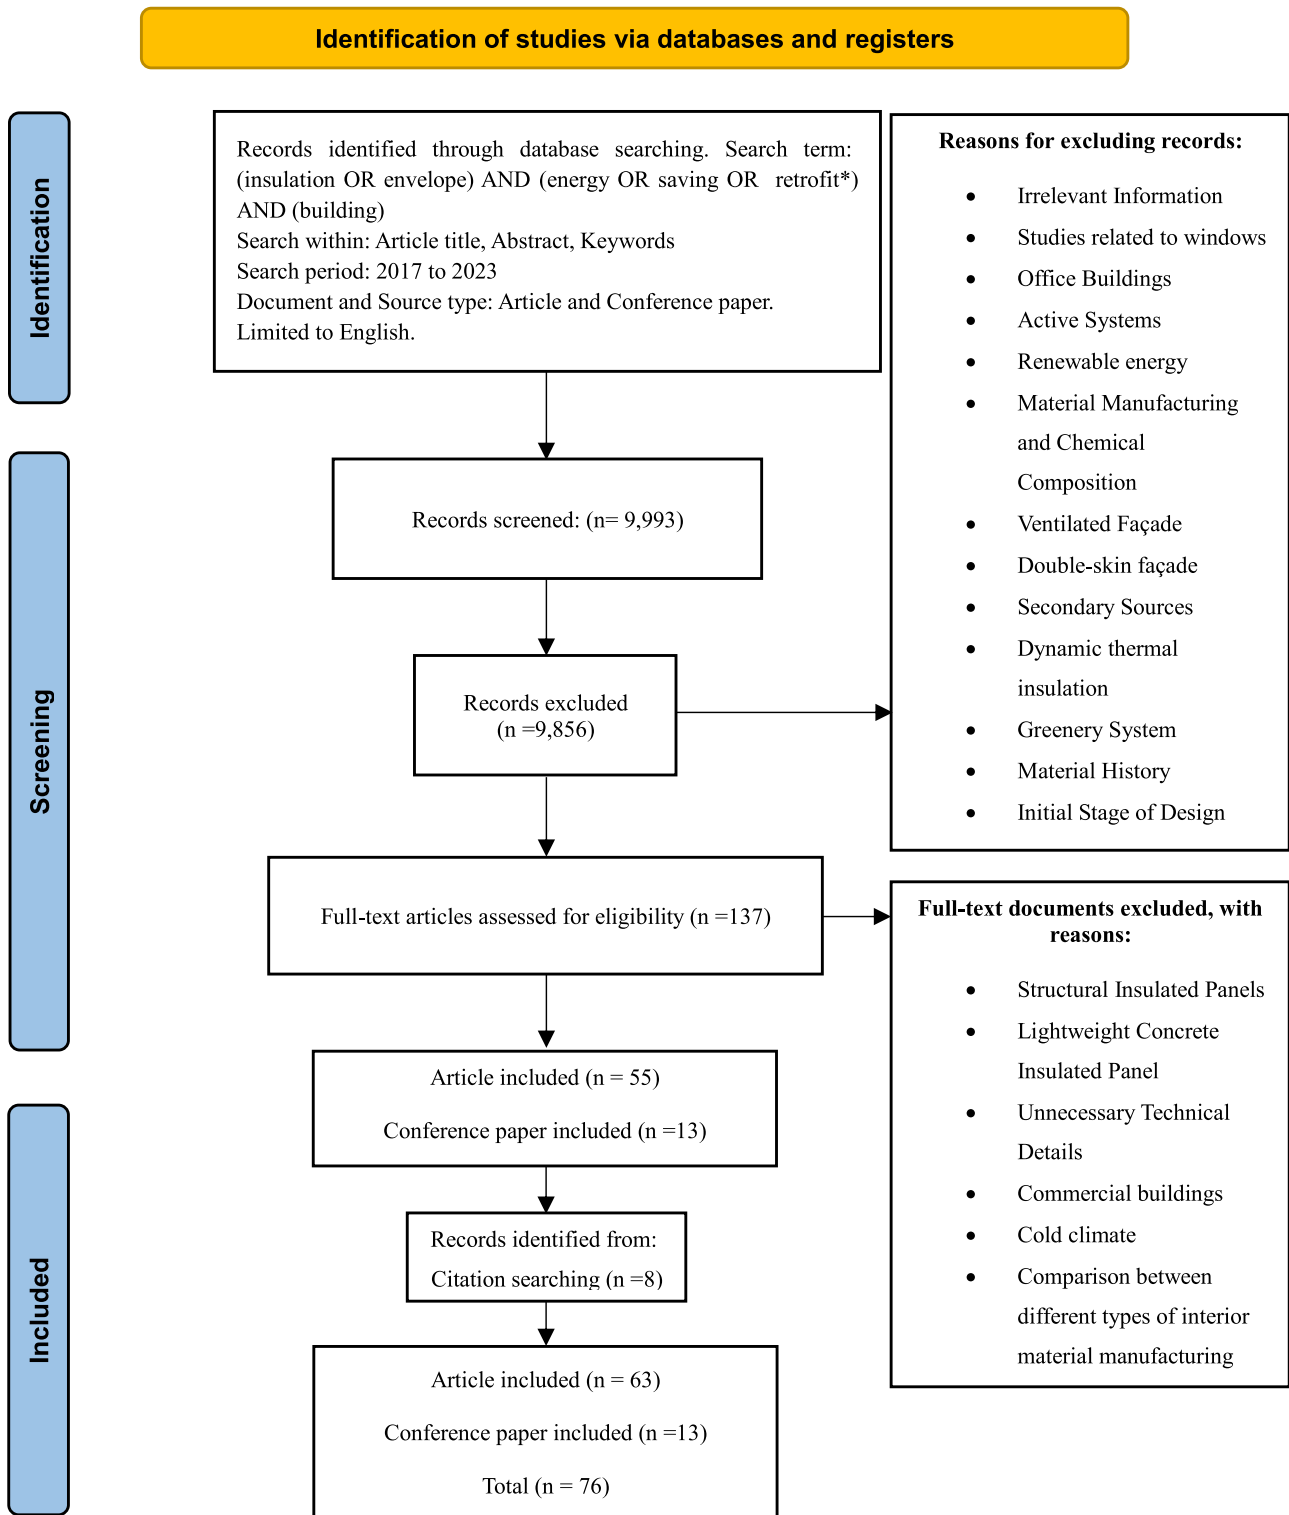 Identification of studies via databases and registers
Identification
Records identified through database searching. Search term:
(insulation OR envelope) AND (energy OR saving OR retrofit*)
AND (building)
Search within: Article title, Abstract, Keywords
Search period: 2017 to 2023
Document and Source type: Article and Conference paper.
Limited to English.
Reasons for excluding records:
• Irrelevant Information
• Studies related to windows
• Office Buildings
• Active Systems
• Renewable energy
• Material Manufacturing
and Chemical
Composition
• Ventilated Façade
• Double-skin façade
• Secondary Sources
• Dynamic thermal
insulation
• Greenery System
• Material History
• Initial Stage of Design
Screening
Records screened: (n= 9,993)
Records excluded
(n =9,856)
Full-text articles assessed for eligibility (n =137)
Full-text documents excluded, with
reasons:
• Structural Insulated Panels
• Lightweight Concrete
Insulated Panel
• Unnecessary Technical
Details
• Commercial buildings
• Cold climate
• Comparison between
different types of interior
material manufacturing
Article included (n = 55)
Conference paper included (n =13)
Included
Records identified from:
Citation searching (n =8)
Article included (n = 63)
Conference paper included (n =13)
Total (n = 76)